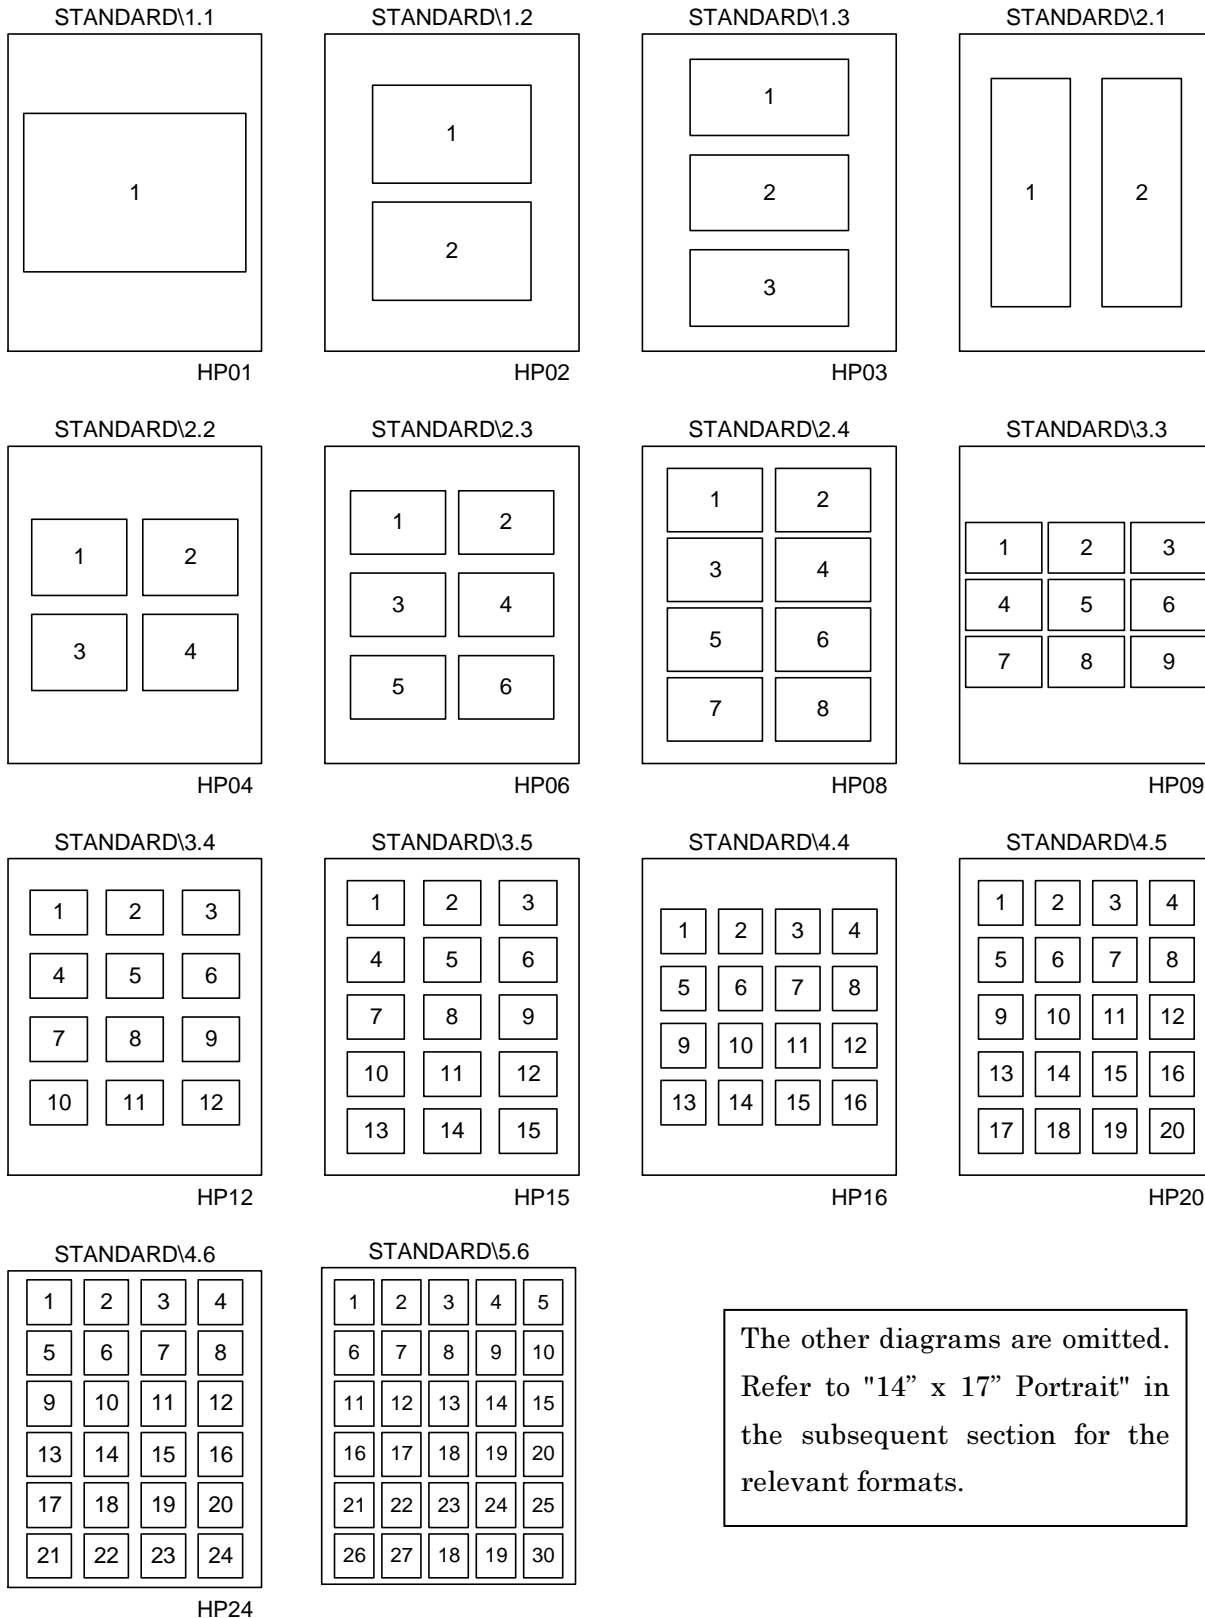 STANDARD\1.1 STANDARD\1.2 STANDARD\1.3 STANDARD\2.1
1
1
2
1
2
3
1 2
HP01 HP02 HP03
STANDARD\2.2 STANDARD\2.3 STANDARD\2.4 STANDARD\3.3
1 2
3 4
1 2
3 4
5 6
1 2
3 4
5 6
7 8
1 2 3
4 5 6
7 8 9
HP04 HP06 HP08 HP09
STANDARD\3.4 STANDARD\3.5 STANDARD\4.4 STANDARD\4.5
1 2 3
4 5 6
7 8 9
10 11 12
1 2 3
4 5 6
7 8 9
10 11 12
13 14 15
1 2 3 4
5 6 7 8
9 10 11 12
13 14 15 16
1 2 3 4
5 6 7 8
9 10 11 12
13 14 15 16
17 18 19 20
HP12 HP15 HP16 HP20
STANDARD\4.6 STANDARD\5.6
1 2 3 4
5 6 7 8
9 10 11 12
13 14 15 16
17 18 19 20
21 22 23 24
1 2 3 4 5
6 7 8 9 10
11 12 13 14 15
16 17 18 19 20
21 22 23 24 25
26 27 18 19 30
HP24
The other diagrams are omitted.
Refer to "14” x 17” Portrait" in
the subsequent section for the
relevant formats.